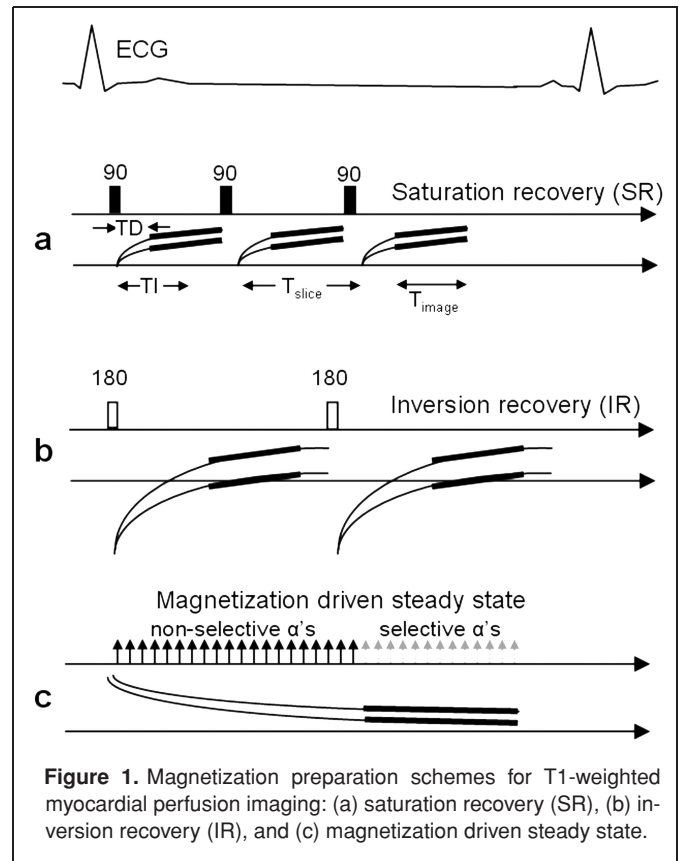 ECG
90 90 90
Saturation recovery (SR)
TD
a
TI
Tslice
Timage
180 180
Inversion recovery (IR)
b
Magnetization driven steady state
non-selective α's selective α's
c
Figure 1. Magnetization preparation schemes for T1-weighted
myocardial perfusion imaging: (a) saturation recovery (SR), (b) in-
version recovery (IR), and (c) magnetization driven steady state.